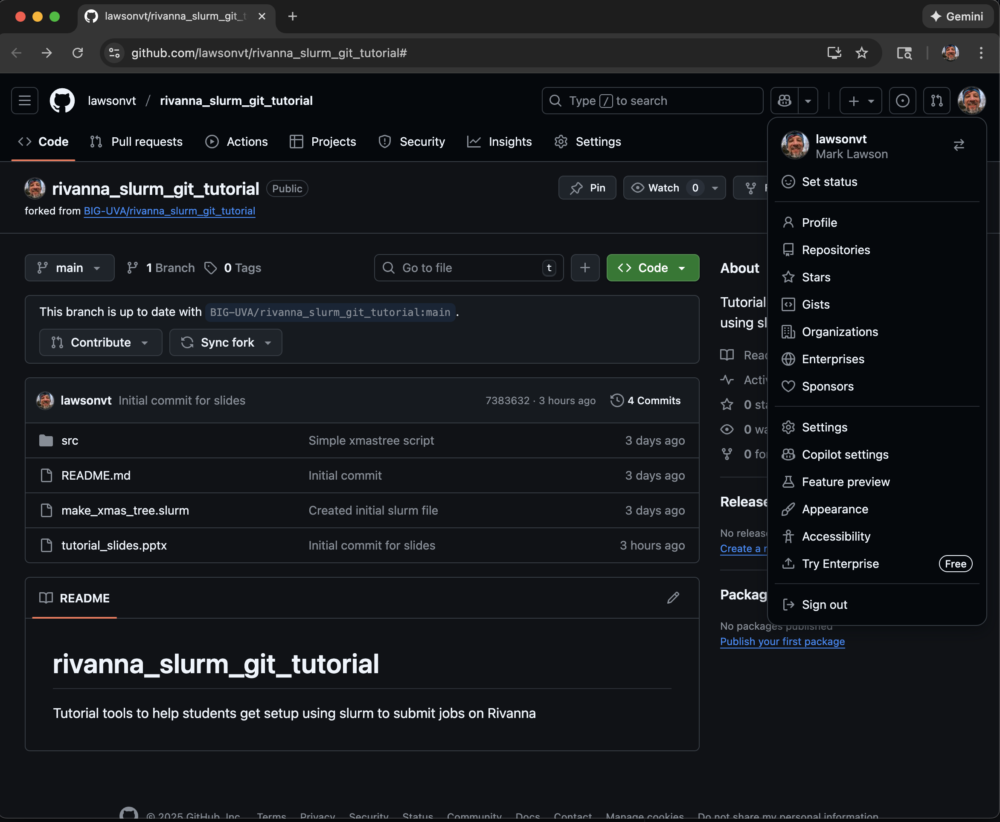 lawsonvt/rivanna_slurm_git_t
Gemini
github.com/lawsonvt/rivanna_slurm_git_tutorial#
lawsonvt / rivanna_slurm_git_tutorial
Type / to search
Code
Pull requests
Actions
Projects
Security
Insights
Settings
rivanna_slurm_git_tutorial
Public
forked from BIG-UVA/rivanna_slurm_git_tutorial
Pin
Watch 0
main
1 Branch
0 Tags
Go to file
t
Code
This branch is up to date with BIG-UVA/rivanna_slurm_git_tutorial:main .
Contribute
Sync fork
lawsonvt Initial commit for slides
7383632 · 3 hours ago
4 Commits
src
Simple xmastree script
3 days ago
README.md
Initial commit
3 days ago
make_xmas_tree.slurm
Created initial slurm file
3 days ago
tutorial_slides.pptx
Initial commit for slides
3 hours ago
README
rivanna_slurm_git_tutorial
Tutorial tools to help students get setup using slurm to submit jobs on Rivanna
About
Tutorial
using sl
Read
Activ
0 sta
0 wa
0 for
Release
No release
Create a n
Packag
No packages published
Publish your first package
lawsonvt
Mark Lawson
Set status
Profile
Repositories
Stars
Gists
Organizations
Enterprises
Sponsors
Settings
Copilot settings
Feature preview
Appearance
Accessibility
Try Enterprise
Free
Sign out
© 2025 GitHub, Inc.
Terms
Privacy
Security
Status
Community
Docs
Contact
Manage cookies
Do not share my personal information